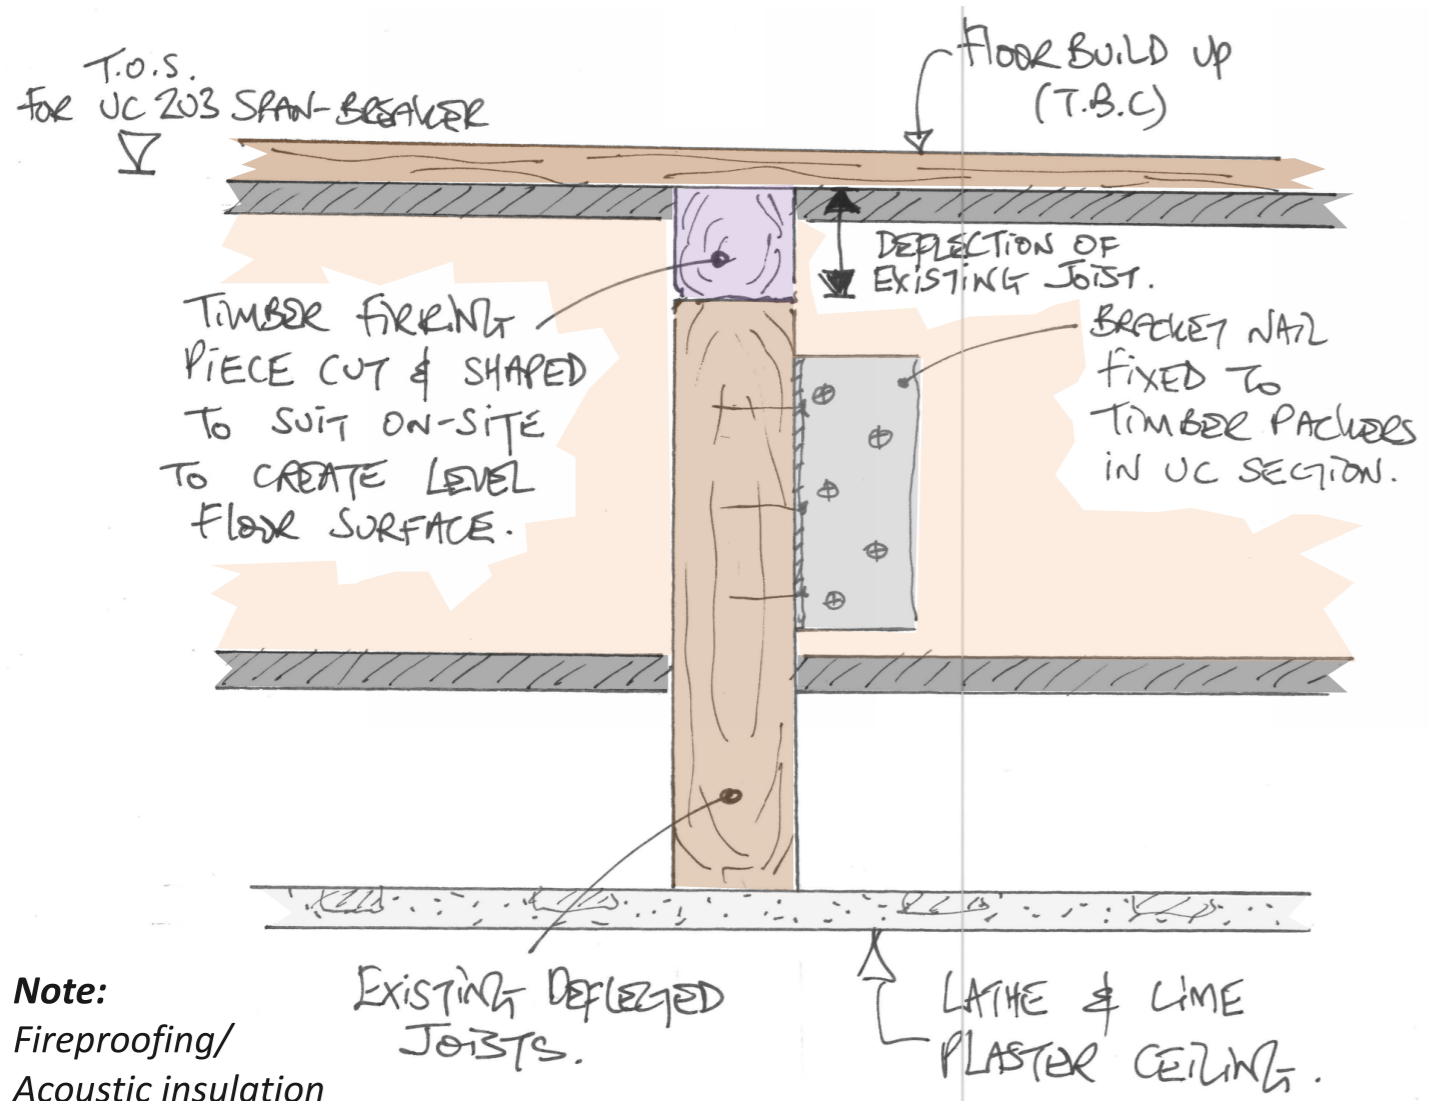 T.O.S.
FOR UC 203 SPAN-BREAKER
FLOOR BUILD UP
(T.B.C)
DEFLECTION OF
EXISTING JOIST.
TIMBER FIRRING
PIECE CUT & SHAPED
TO SUIT ON-SITE
TO CREATE LEVEL
FLOOR SURFACE.
BRACKET NAIL
FIXED TO
TIMBER PACKERS
IN UC SECTION.
EXISTING DEFLECTED
JOISTS.
LATHE & LIME
PLASTER CEILING.
Note:
Fireproofing/
Acoustic insulation